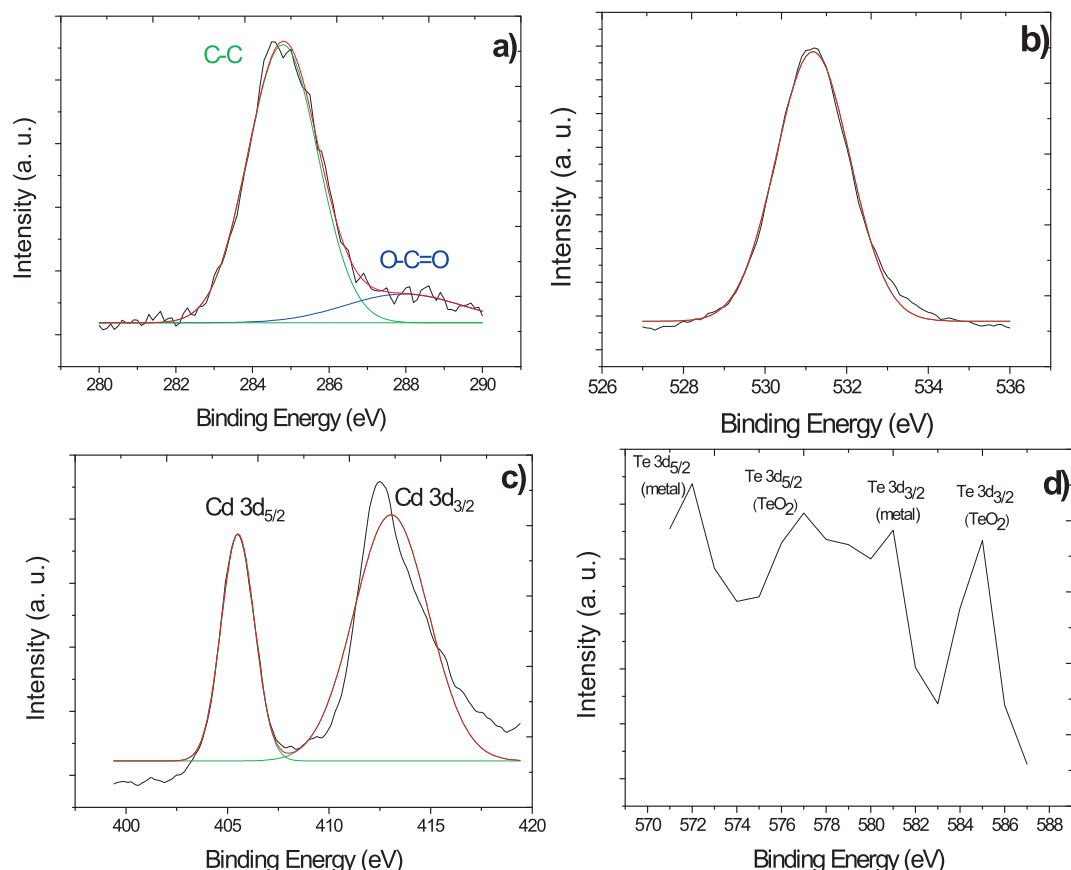 a)
C-C
O-C=O
Intensity (a. u.)
280 282 284 286 288 290
Binding Energy (eV)
b)
Intensity (a. u.)
526 528 530 532 534 536
Binding Energy (eV)
c)
Cd 3d5/2
Cd 3d3/2
Intensity (a. u.)
400 405 410 415 420
Binding Energy (eV)
d)
Te 3d5/2
(metal)
Te 3d5/2
(TeO2)
Te 3d3/2
(metal)
Te 3d3/2
(TeO2)
Intensity (a. u.)
570 572 574 576 578 580 582 584 586 588
Binding Energy (eV)